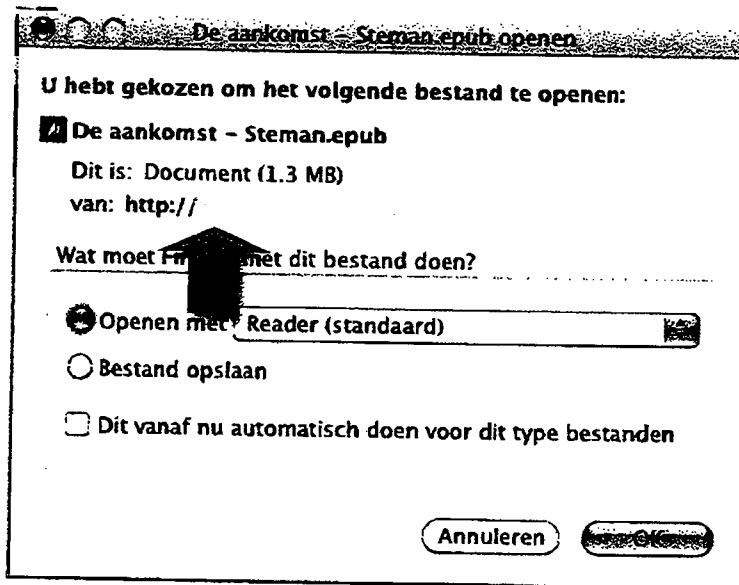 De aankomst – Steman.epub openen
U hebt gekozen om het volgende bestand te openen:
De aankomst – Steman.epub
Dit is: Document (1.3 MB)
van: http://
Wat moet met dit bestand doen?
Openen met Reader (standaard)
Bestand opslaan
Dit vanaf nu automatisch doen voor dit type bestanden
Annuleren